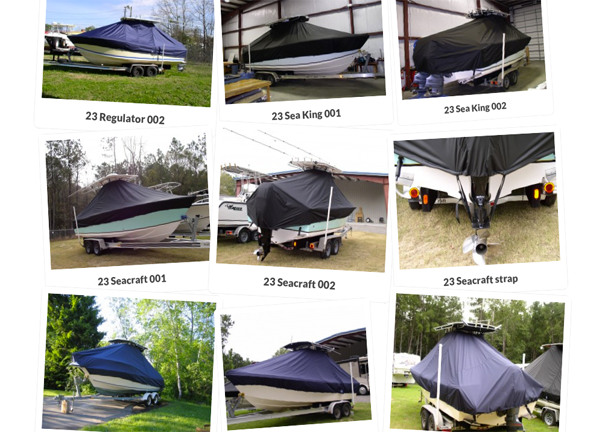 23 Regulator 002
23 Sea King 001
23 Sea King 002
23 Seacraft 001
23 Seacraft 002
23 Seacraft strap